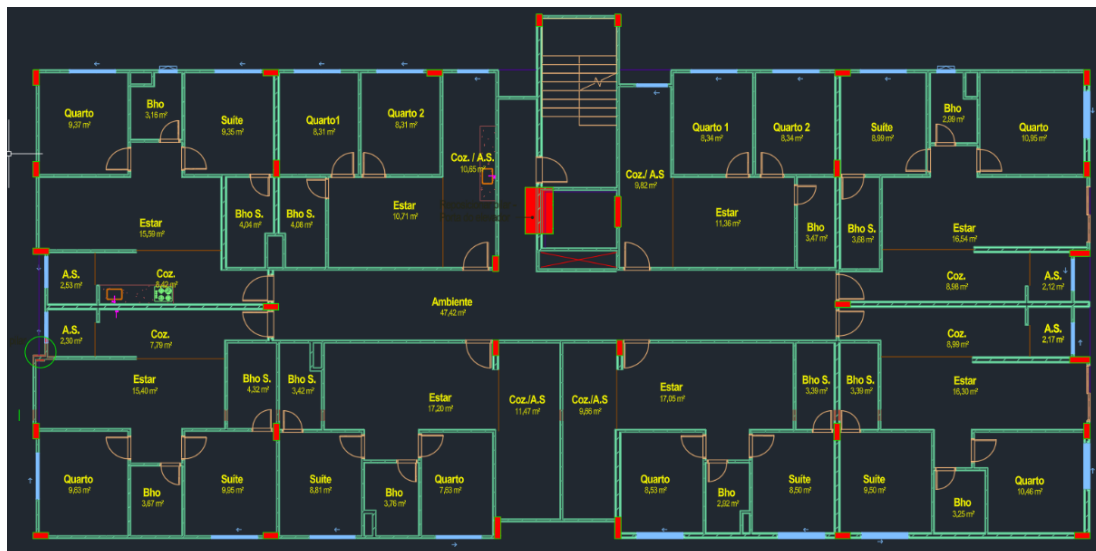 Quarto
9,37 m²
Bho
3,16 m²
Suíte
9,35 m²
Quarto1
8,31 m²
Quarto 2
8,31 m²
Coz. / A.S.
10,65 m²
Quarto 1
8,34 m²
Quarto 2
8,34 m²
Suíte
8,99 m²
Bho
2,99 m²
Quarto
10,95 m²
Coz./ A.S
9,82 m²
Estar
15,59 m²
Bho S.
4,04 m²
Bho S.
4,08 m²
Estar
10,71 m²
Estar
11,36 m²
Bho
3,47 m²
Bho S.
3,68 m²
Estar
16,54 m²
A.S.
2,53 m²
Coz.
Ambiente
47,42 m²
Coz.
8,98 m²
A.S.
2,12 m²
A.S.
2,30 m²
Coz.
7,79 m²
Coz.
8,99 m²
A.S.
2,17 m²
Estar
15,40 m²
Bho S.
4,32 m²
Bho S.
3,42 m²
Estar
17,20 m²
Coz./A.S
11,47 m²
Coz./A.S
9,86 m²
Estar
17,05 m²
Bho S.
3,39 m²
Bho S.
3,39 m²
Estar
16,30 m²
Quarto
9,63 m²
Bho
3,67 m²
Suíte
9,95 m²
Suíte
8,81 m²
Bho
3,76 m²
Quarto
7,63 m²
Quarto
8,53 m²
Bho
2,92 m²
Suíte
8,50 m²
Suíte
9,50 m²
Bho
3,25 m²
Quarto
10,46 m²